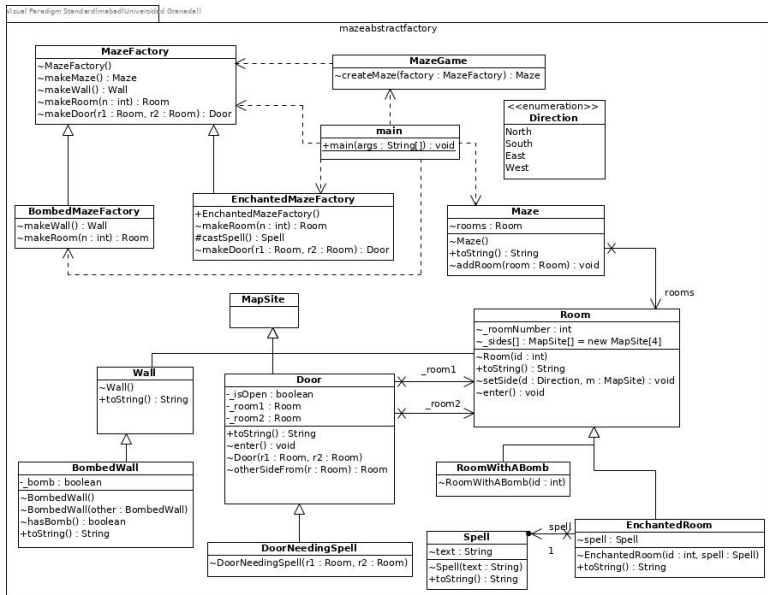 Visual Paradigm Standard(mabad(Universided Granada))
mazeabstractfactory
MazeFactory
~MazeFactory()
~makeMaze() : Maze
~makeWall() : Wall
~makeRoom(n : int) : Room
~makeDoor(r1 : Room, r2 : Room) : Door
MazeGame
~createMaze(factory : MazeFactory) : Maze
<<enumeration>>
Direction
North
South
East
West
main
+main(args : String[]) : void
BombedMazeFactory
~makeWall() : Wall
~makeRoom(n : int) : Room
EnchantedMazeFactory
+EnchantedMazeFactory()
~makeRoom(n : int) : Room
#castSpell() : Spell
~makeDoor(r1 : Room, r2 : Room) : Door
Maze
~rooms : Room
~Maze()
+toString() : String
~addRoom(room : Room) : void
rooms
MapSite
Room
~_roomNumber : int
~_sides[] : MapSite[] = new MapSite[4]
~Room(id : int)
+toString() : String
~setSide(d : Direction, m : MapSite) : void
~enter() : void
Wall
~Wall()
+toString() : String
Door
-_isOpen : boolean
-_room1 : Room
-_room2 : Room
+toString() : String
~enter() : void
~Door(r1 : Room, r2 : Room)
~otherSideFrom(r : Room) : Room
_room1
_room2
BombedWall
-_bomb : boolean
~BombedWall()
~BombedWall(other : BombedWall)
~hasBomb() : boolean
+toString() : String
RoomWithABomb
~RoomWithABomb(id : int)
DoorNeedingSpell
~DoorNeedingSpell(r1 : Room, r2 : Room)
Spell
~text : String
~Spell(text : String)
+toString() : String
spell
1
EnchantedRoom
~spell : Spell
~EnchantedRoom(id : int, spell : Spell)
+toString() : String